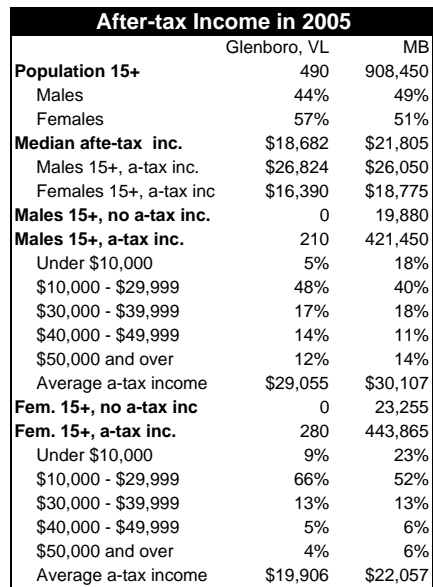 After-tax Income in 2005
Glenboro, VL MB
Population 15+ 490 908,450
Males 44% 49%
Females 57% 51%
Median afte-tax inc. $18,682 $21,805
Males 15+, a-tax inc. $26,824 $26,050
Females 15+, a-tax inc $16,390 $18,775
Males 15+, no a-tax inc. 0 19,880
Males 15+, a-tax inc. 210 421,450
Under $10,000 5% 18%
$10,000 - $29,999 48% 40%
$30,000 - $39,999 17% 18%
$40,000 - $49,999 14% 11%
$50,000 and over 12% 14%
Average a-tax income $29,055 $30,107
Fem. 15+, no a-tax inc 0 23,255
Fem. 15+, a-tax inc. 280 443,865
Under $10,000 9% 23%
$10,000 - $29,999 66% 52%
$30,000 - $39,999 13% 13%
$40,000 - $49,999 5% 6%
$50,000 and over 4% 6%
Average a-tax income $19,906 $22,057